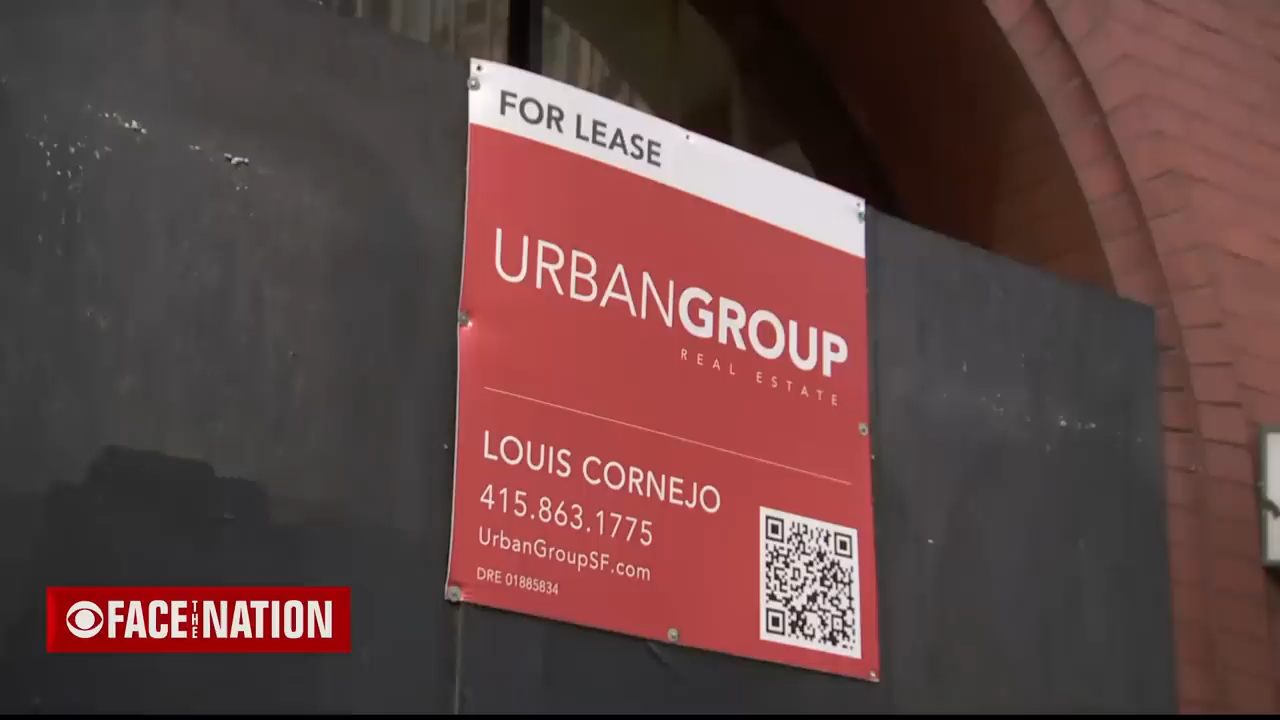 FOR LEASE
URBANGROUP
REAL ESTATE
LOUIS CORNEJO
415.863.1775
UrbanGroupSF.com
DRE 01885834
FACE THE NATION